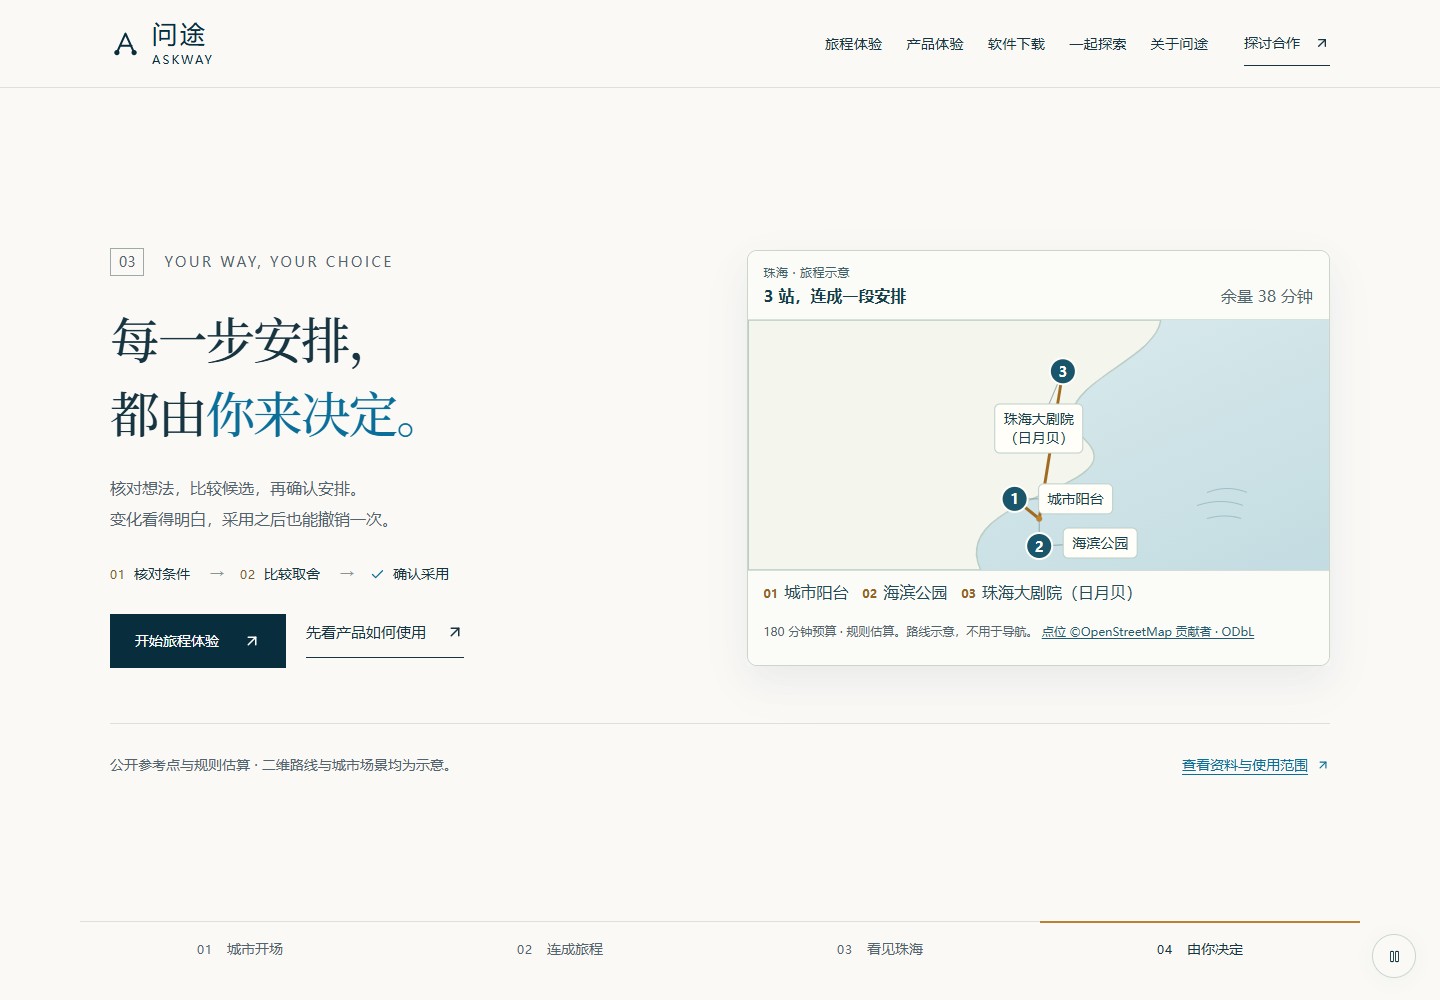 问途
ASKWAY
旅程体验 产品体验 软件下载 一起探索 关于问途 探讨合作
03 YOUR WAY, YOUR CHOICE
每一步安排，
都由你来决定。
核对想法，比较候选，再确认安排。
变化看得明白，采用之后也能撤销一次。
01 核对条件 → 02 比较取舍 → ✓ 确认采用
开始旅程体验 先看产品如何使用
珠海 · 旅程示意
3 站，连成一段安排
余量 38 分钟
3
珠海大剧院
（日月贝）
1 城市阳台
2 海滨公园
01 城市阳台 02 海滨公园 03 珠海大剧院（日月贝）
180 分钟预算 · 规则估算。路线示意，不用于导航。 点位 ©OpenStreetMap 贡献者 · ODbL
公开参考点与规则估算 · 二维路线与城市场景均为示意。
查看资料与使用范围
01 城市开场
02 连成旅程
03 看见珠海
04 由你决定